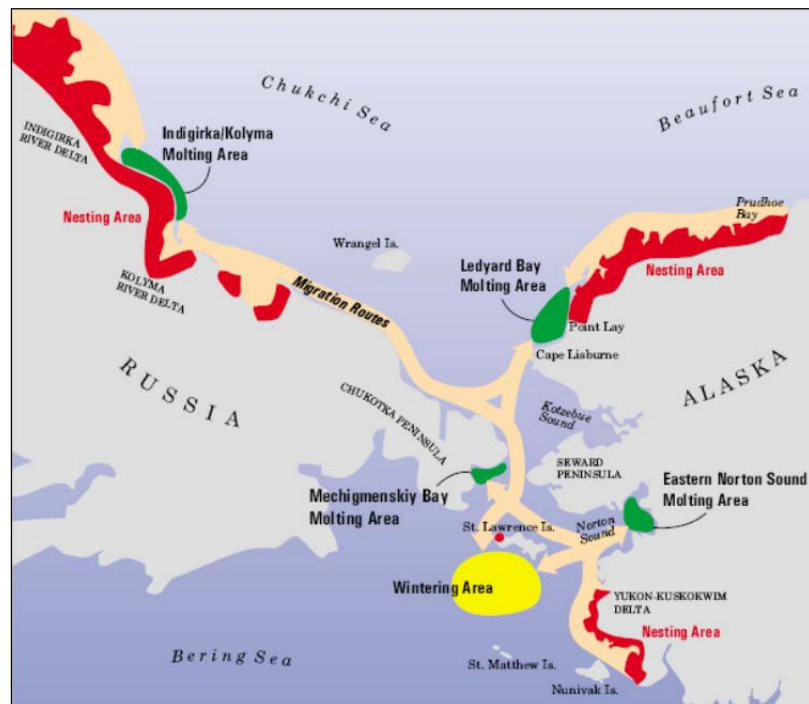 Chukchi Sea
Beaufort Sea
INDIGIRKA
RIVER DELTA
Indigirka/Kolyma
Molting Area
Nesting Area
Prudhoe
Bay
Wrangel Is.
Ledyard Bay
Molting Area
Nesting Area
KOLYMA
RIVER DELTA
Migration Routes
Point Lay
Cape Lisburne
RUSSIA
ALASKA
CHUKOTKA PENINSULA
Kotzebue
Sound
SEWARD
PENINSULA
Eastern Norton Sound
Molting Area
Mechigmenskiy Bay
Molting Area
St. Lawrence Is.
Norton
Sound
Wintering Area
YUKON-KUSKOKWIM
DELTA
Nesting Area
Bering Sea
St. Matthew Is.
Nunivak Is.